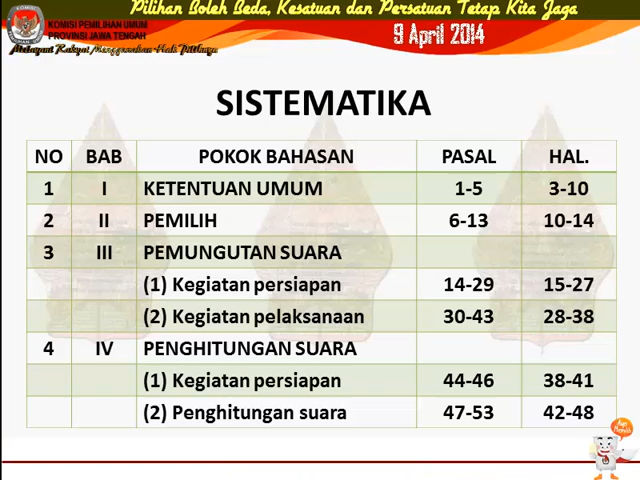 Pilihan Boleh Beda, Kesatuan dan Persatuan Tetap Kita Jaga
KOMISI PEMILIHAN UMUM
PROVINSI JAWA TENGAH
Melayani Rakyat Menggunakan Hak Pilihnya
9 April 2014
SISTEMATIKA
NO BAB POKOK BAHASAN PASAL HAL.
1 I KETENTUAN UMUM 1-5 3-10
2 II PEMILIH 6-13 10-14
3 III PEMUNGUTAN SUARA
(1) Kegiatan persiapan 14-29 15-27
(2) Kegiatan pelaksanaan 30-43 28-38
4 IV PENGHITUNGAN SUARA
(1) Kegiatan persiapan 44-46 38-41
(2) Penghitungan suara 47-53 42-48